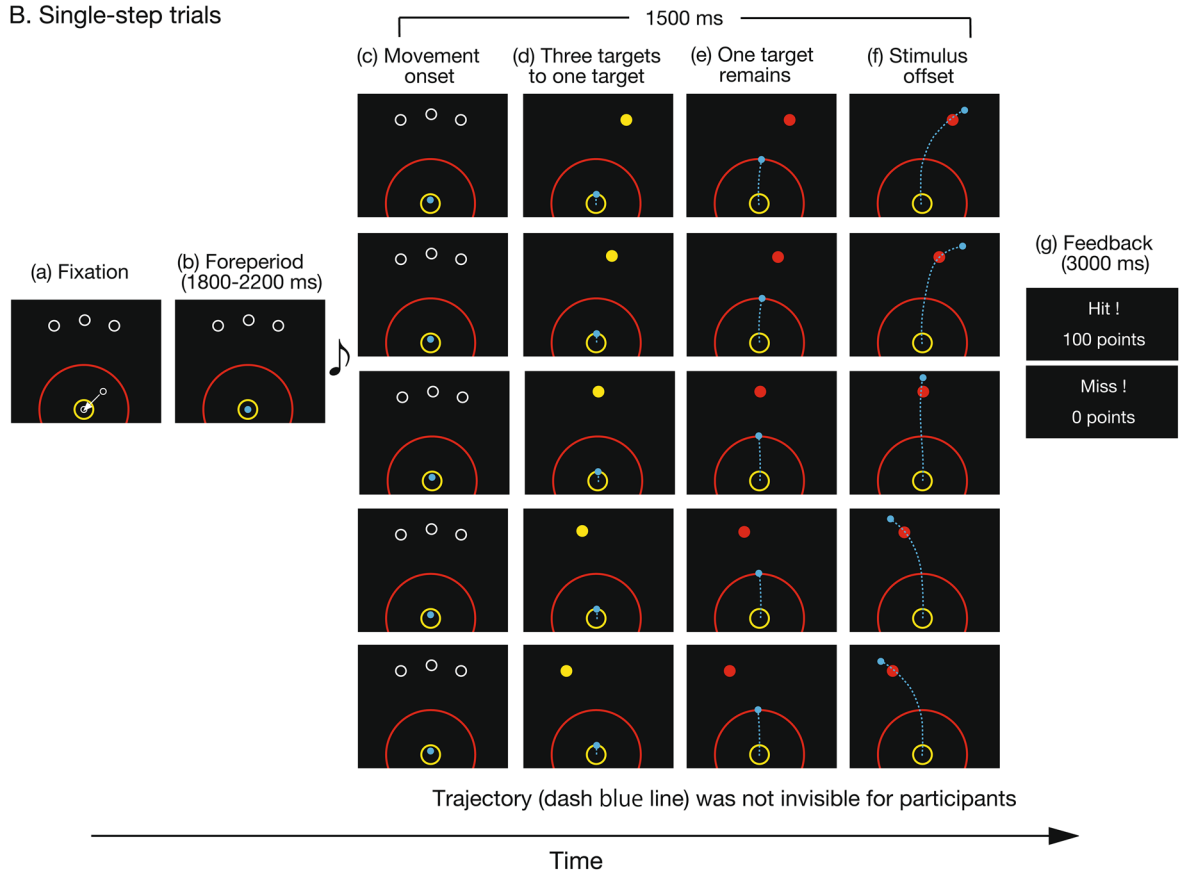 B. Single-step trials
1500 ms
(c) Movement
onset
(d) Three targets
to one target
(e) One target
remains
(f) Stimulus
offset
(a) Fixation
(b) Foreperiod
(1800-2200 ms)
(g) Feedback
(3000 ms)
Hit !
100 points
Miss !
0 points
Trajectory (dash blue line) was not invisible for participants
Time